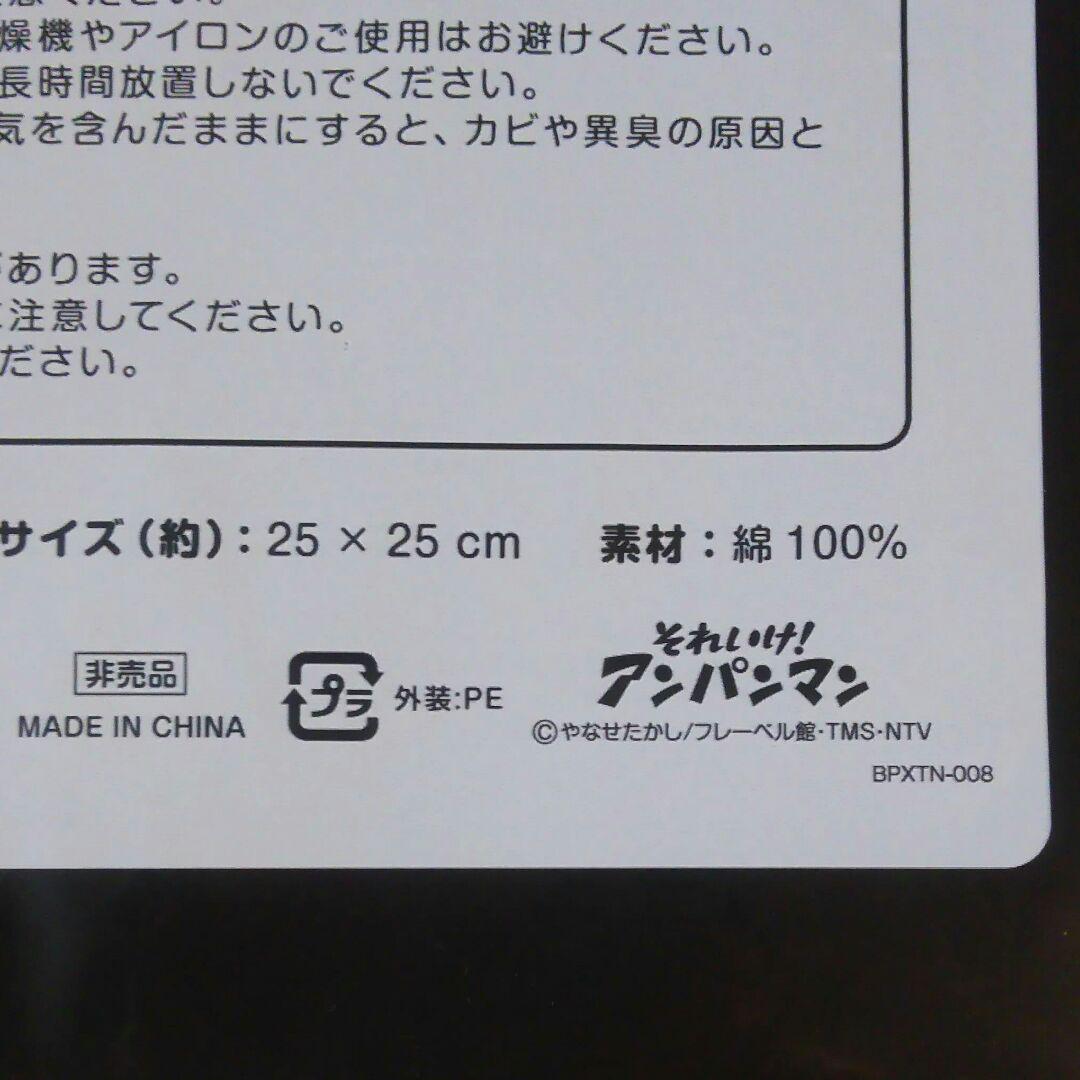 燥機やアイロンのご使用はお避けください。
長時間放置しないでください。
気を含んだままにすると、カビや異臭の原因と
があります。
に注意してください。
ださい。
サイズ(約):25 × 25 cm 素材:綿 100%
非売品
MADE IN CHINA
プラ 外装:PE
それいけ!
アンパンマン
©やなせたかし/フレーベル館・TMS・NTV
BPXTN-008